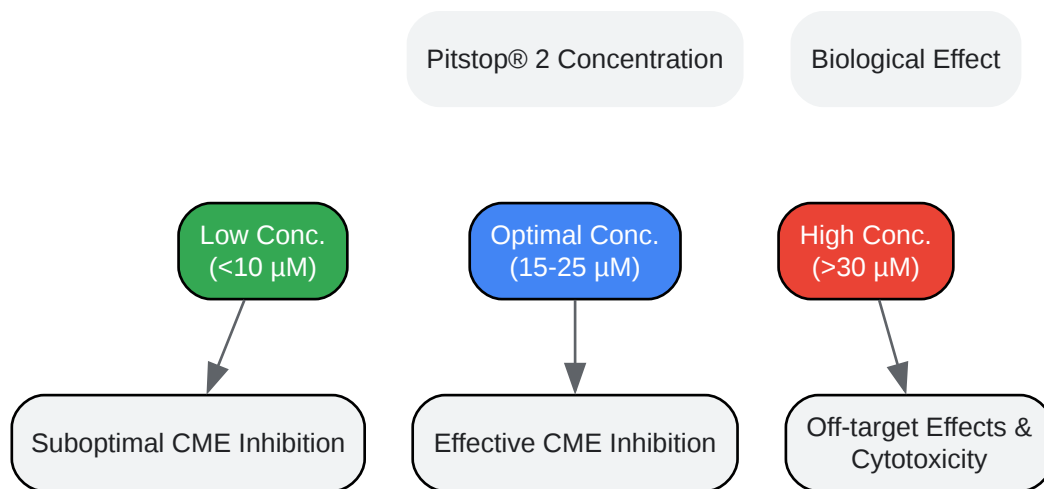 Pitstop® 2 Concentration
Biological Effect
Low Conc.
(<10 µM)
Optimal Conc.
(15-25 µM)
High Conc.
(>30 µM)
Suboptimal CME Inhibition
Effective CME Inhibition
Off-target Effects &
Cytotoxicity